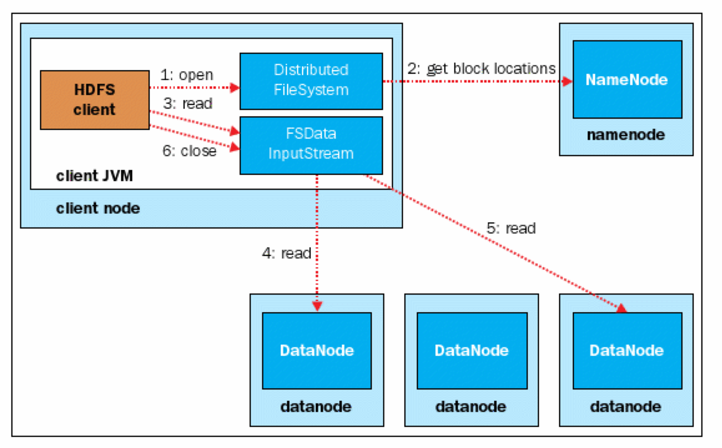 HDFS
client
1: open
3: read
6: close
Distributed
FileSystem
FSData
InputStream
client JVM
client node
2: get block locations
NameNode
namenode
4: read
5: read
DataNode
datanode
DataNode
datanode
DataNode
datanode